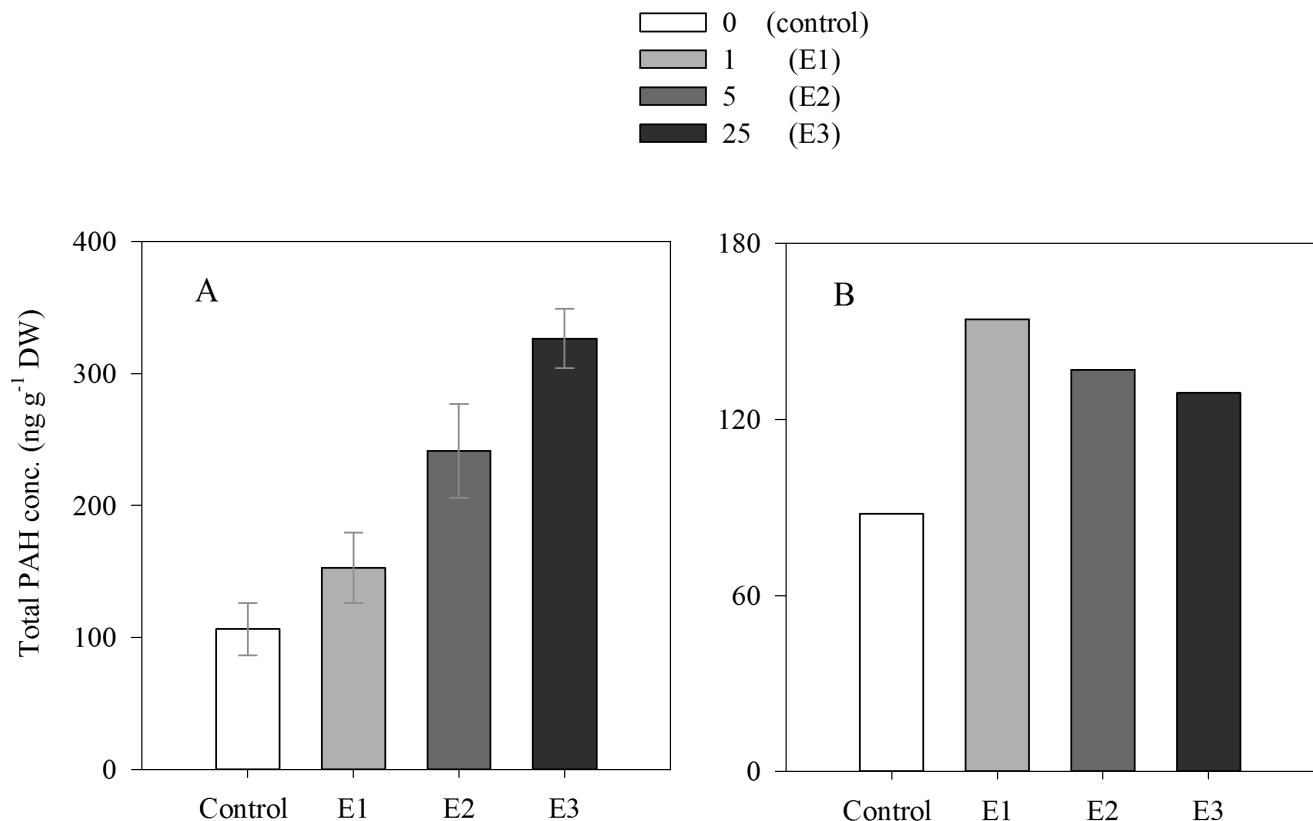 0 (control)
1 (E1)
5 (E2)
25 (E3)
Total PAH conc. (ng g⁻¹ DW)
A
400
300
200
100
0
Control E1 E2 E3
B
180
120
60
0
Control E1 E2 E3